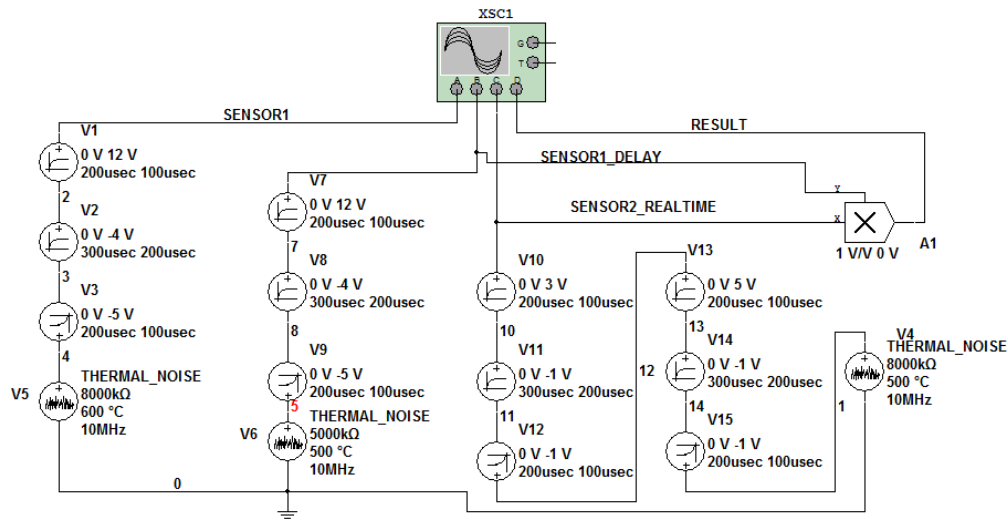 XSC1
G
T
A B C D
SENSOR1
RESULT
SENSOR1_DELAY
SENSOR2_REALTIME
Y
X
A1
1 V/V 0 V
V1
0 V 12 V
200usec 100usec
2
V2
0 V -4 V
300usec 200usec
3
V3
0 V -5 V
200usec 100usec
4
V5
THERMAL_NOISE
8000kΩ
600 °C
10MHz
0
V7
0 V 12 V
200usec 100usec
7
V8
0 V -4 V
300usec 200usec
8
V9
0 V -5 V
200usec 100usec
5
V6
THERMAL_NOISE
5000kΩ
500 °C
10MHz
V10
0 V 3 V
200usec 100usec
10
V11
0 V -1 V
300usec 200usec
11
V12
0 V -1 V
200usec 100usec
12
V13
0 V 5 V
200usec 100usec
13
V14
0 V -1 V
300usec 200usec
14
V15
0 V -1 V
200usec 100usec
1
V4
THERMAL_NOISE
8000kΩ
500 °C
10MHz